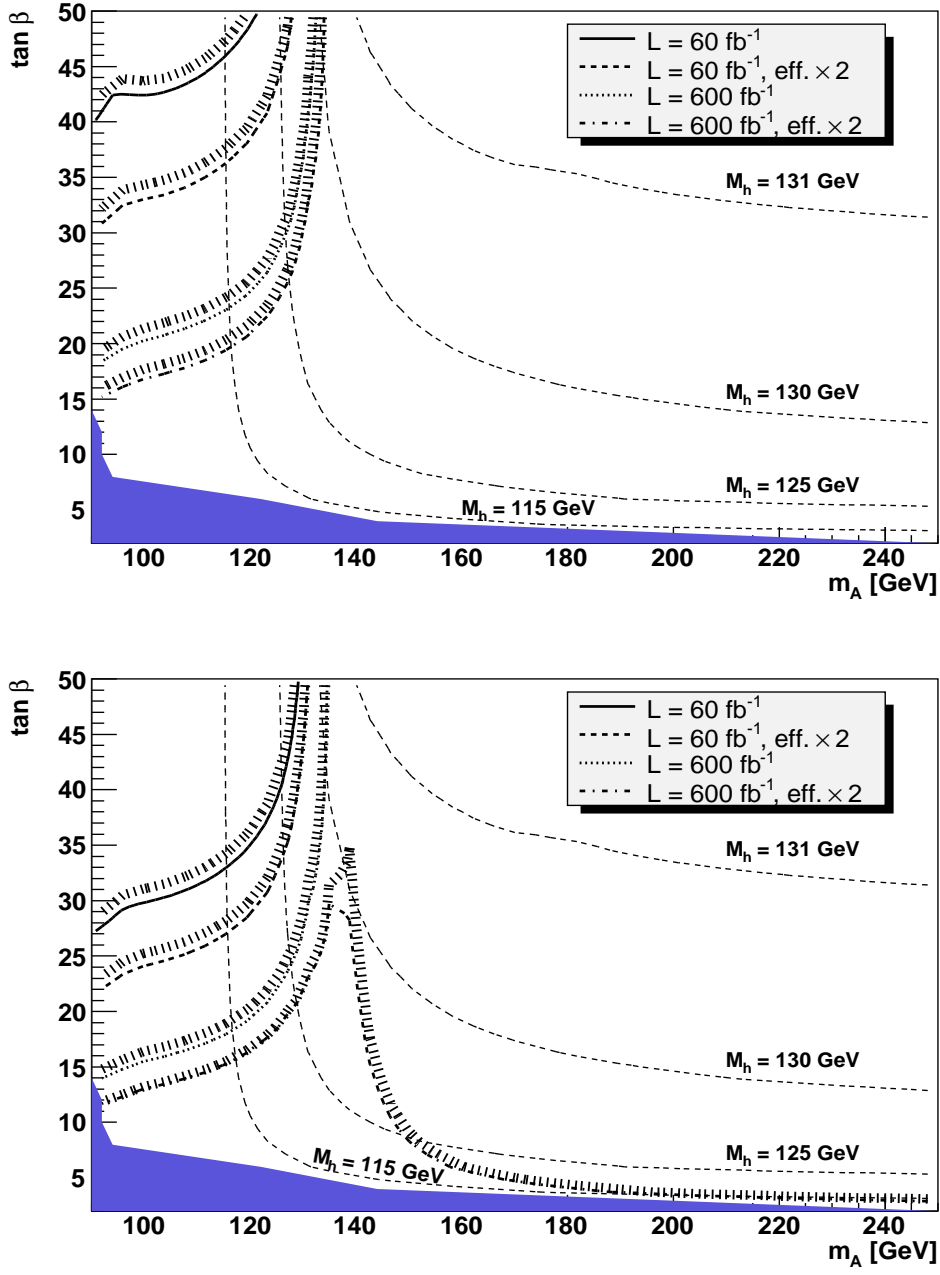 tan β
50
45
40
35
30
25
20
15
10
5
L = 60 fb⁻¹
L = 60 fb⁻¹, eff. × 2
L = 600 fb⁻¹
L = 600 fb⁻¹, eff. × 2
M_h = 131 GeV
M_h = 130 GeV
M_h = 125 GeV
M_h = 115 GeV
100 120 140 160 180 200 220 240
m_A [GeV]
tan β
50
45
40
35
30
25
20
15
10
5
L = 60 fb⁻¹
L = 60 fb⁻¹, eff. × 2
L = 600 fb⁻¹
L = 600 fb⁻¹, eff. × 2
M_h = 131 GeV
M_h = 130 GeV
M_h = 125 GeV
M_h = 115 GeV
100 120 140 160 180 200 220 240
m_A [GeV]